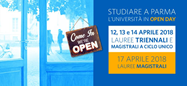 Come In
WE'RE
OPEN
STUDIARE A PARMA
L'UNIVERSITÀ IN OPEN DAY
12, 13 e 14 APRILE 2018
LAUREE TRIENNALI E
MAGISTRALI A CICLO UNICO
17 APRILE 2018
LAUREE MAGISTRALI